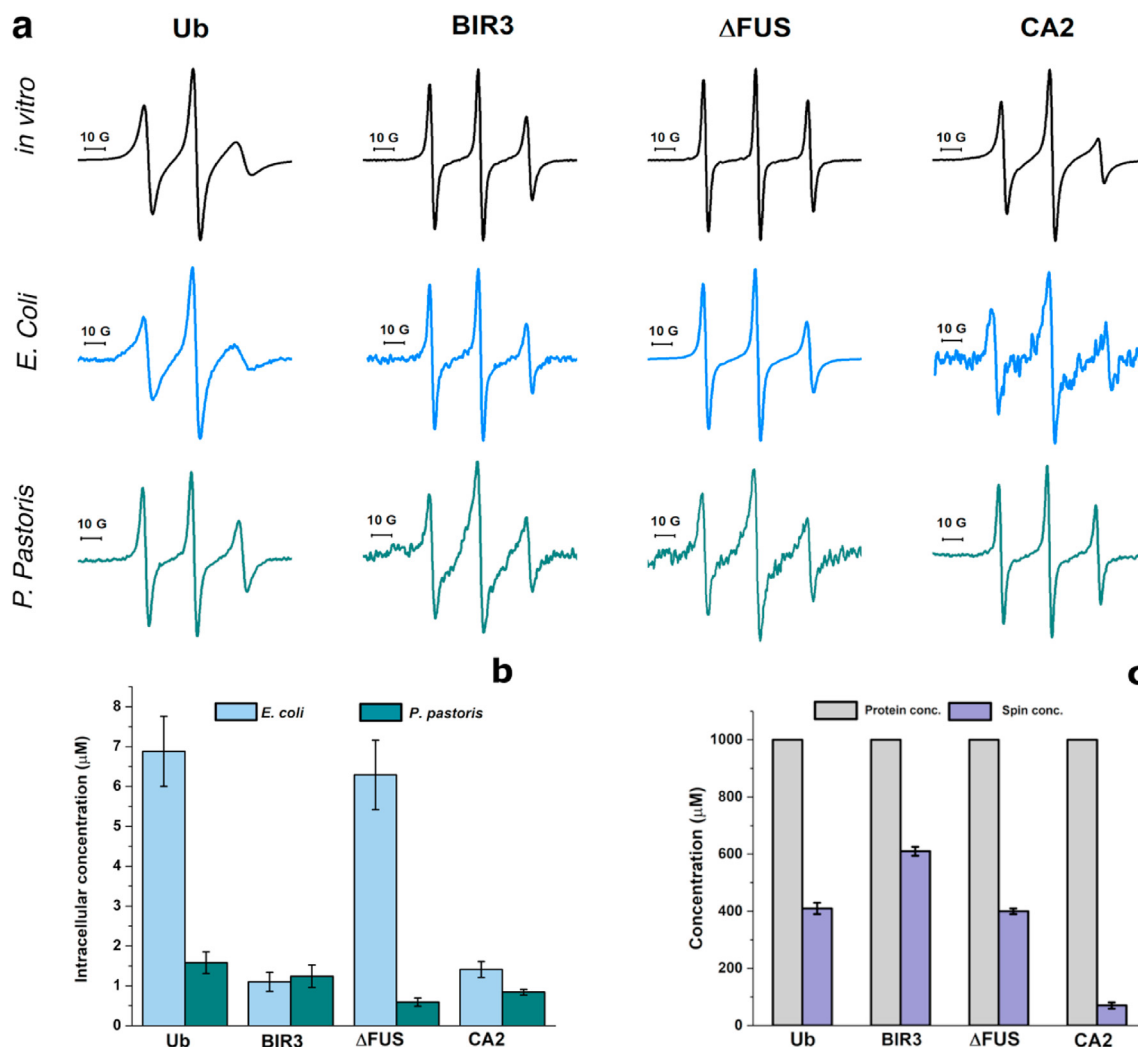 a
Ub BIR3 ΔFUS CA2
in vitro
10 G 10 G 10 G 10 G
E. Coli
10 G 10 G 10 G 10 G
P. Pastoris
10 G 10 G 10 G 10 G
b
Intracellular concentration (μM)
8
7
6
5
4
3
2
1
0
E. coli P. pastoris
Ub BIR3 ΔFUS CA2
Concentration (μM)
1000
800
600
400
200
0
Protein conc. Spin conc.
Ub BIR3 ΔFUS CA2